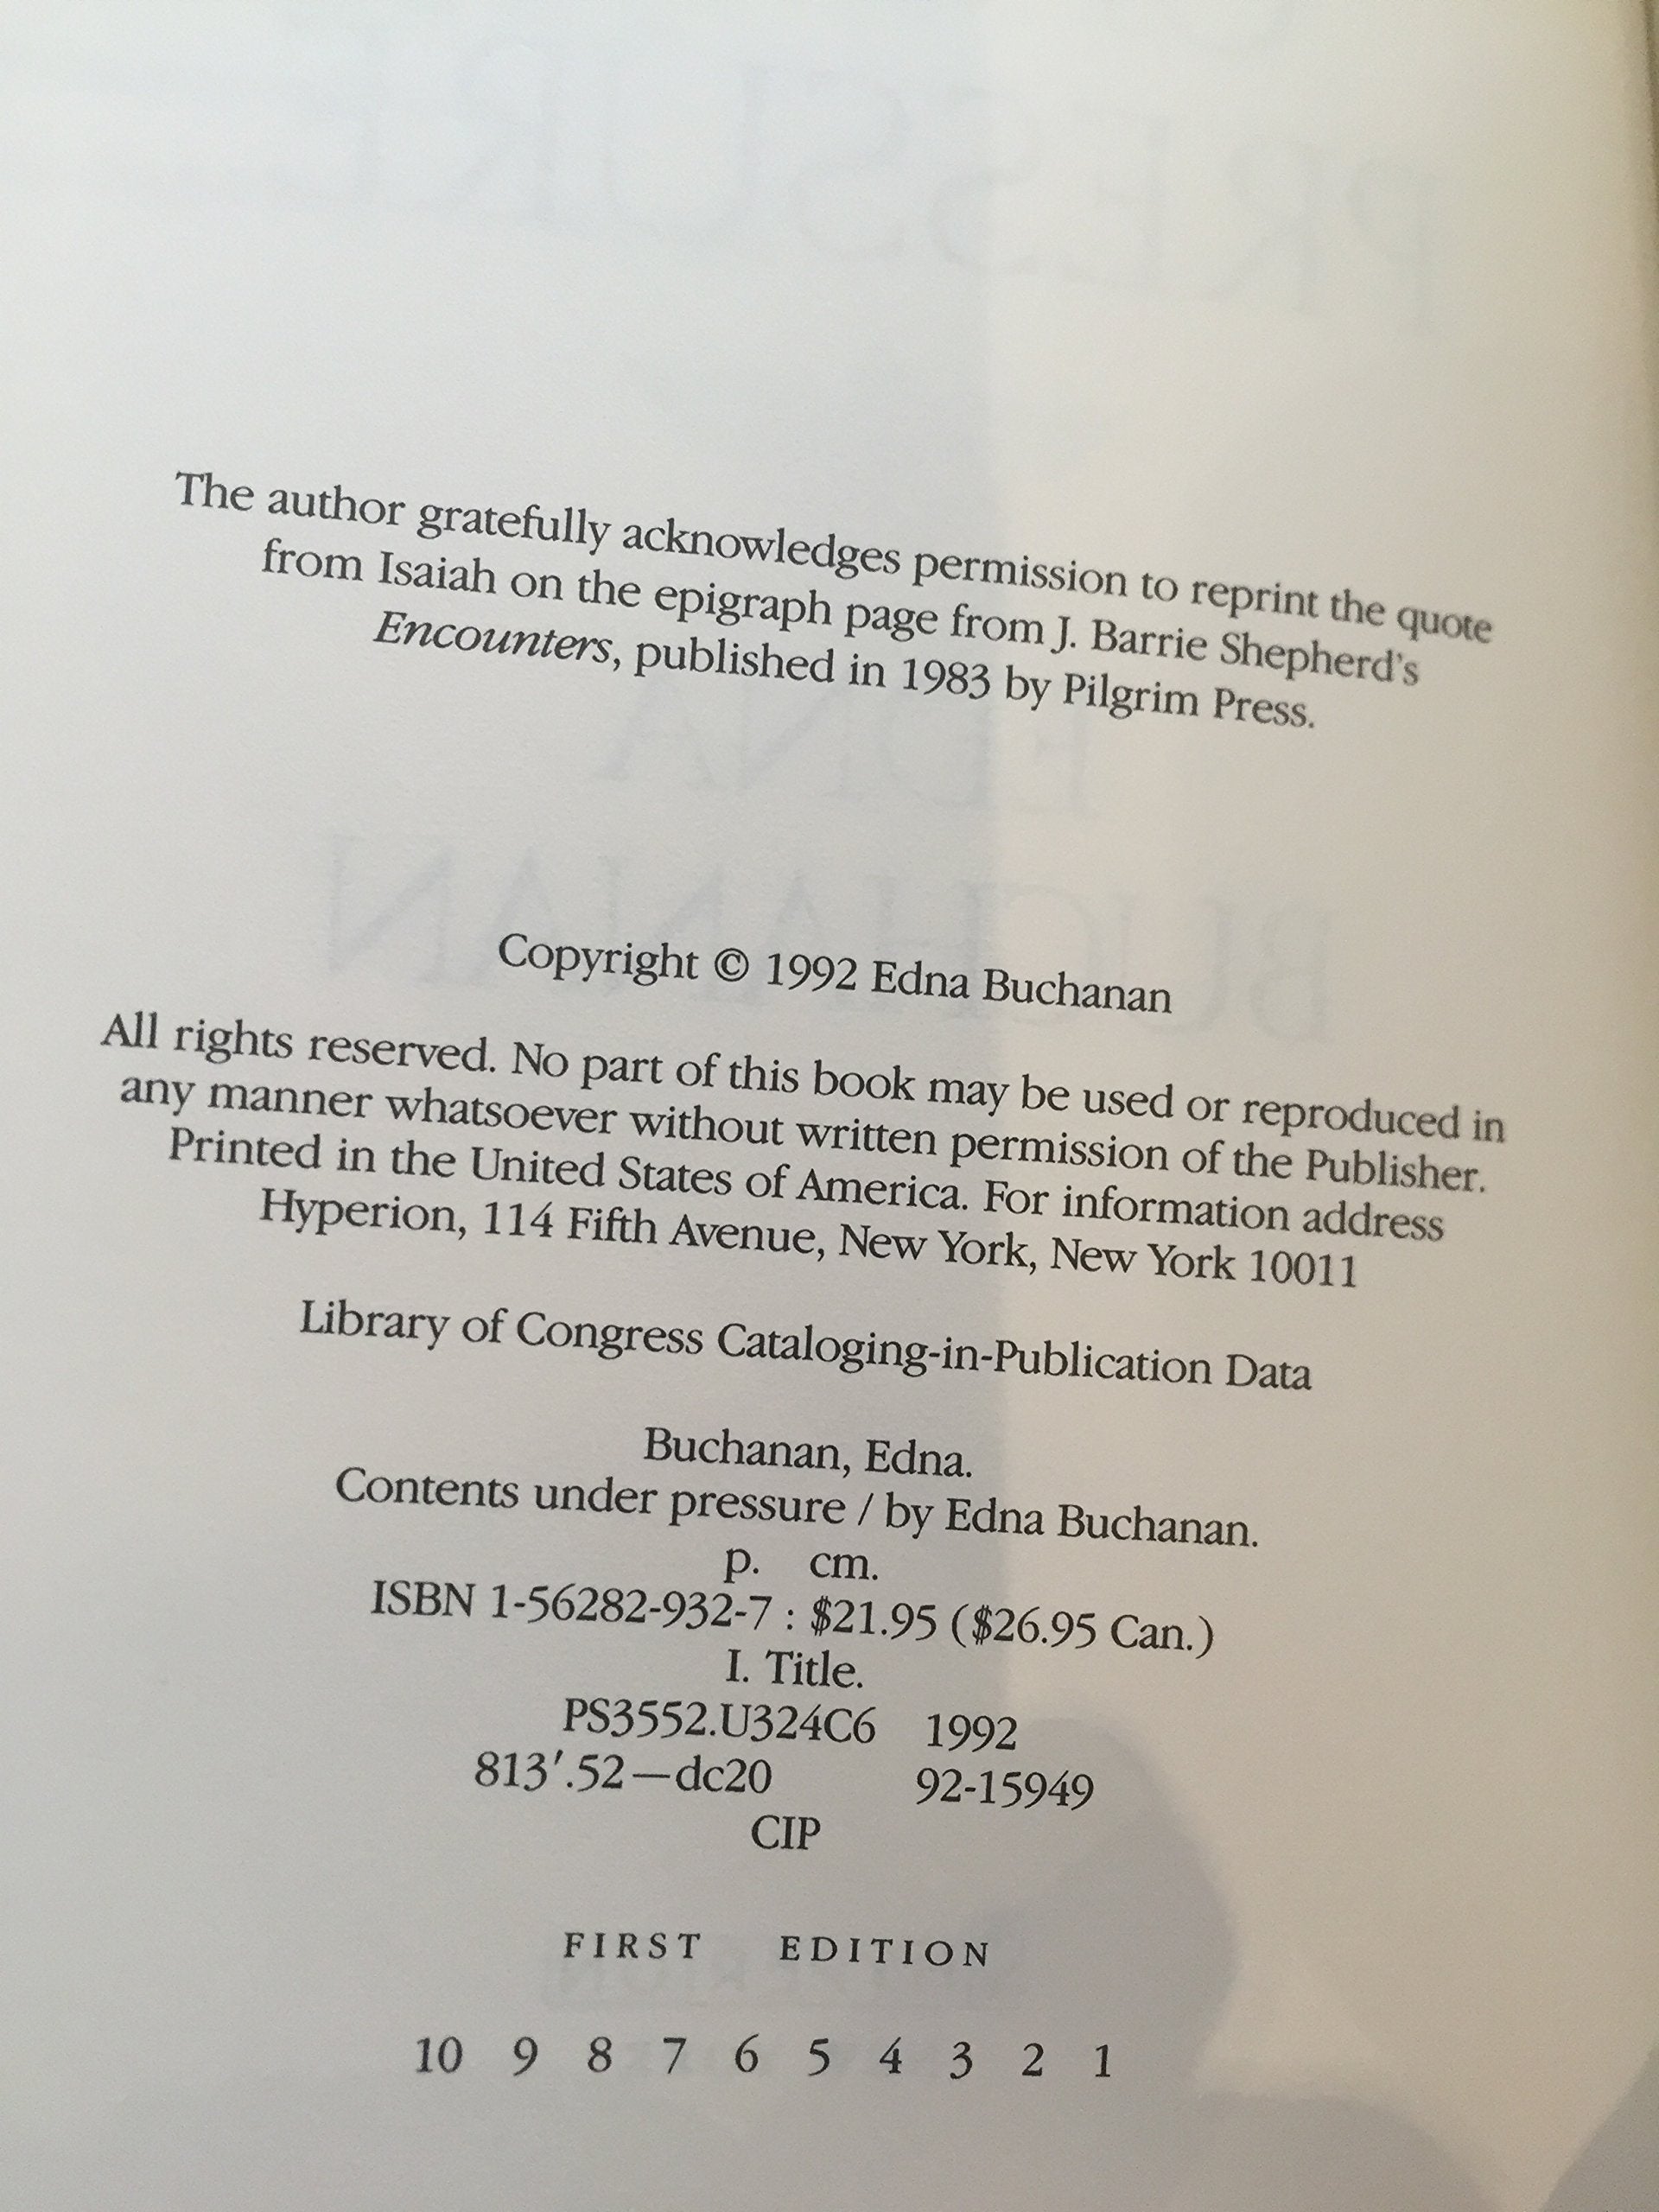 The author gratefully acknowledges permission to reprint the quote
from Isaiah on the epigraph page from J. Barrie Shepherd's
Encounters, published in 1983 by Pilgrim Press.
Copyright © 1992 Edna Buchanan
All rights reserved. No part of this book may be used or reproduced in
any manner whatsoever without written permission of the Publisher.
Printed in the United States of America. For information address
Hyperion, 114 Fifth Avenue, New York, New York 10011
Library of Congress Cataloging-in-Publication Data
Buchanan, Edna.
Contents under pressure / by Edna Buchanan.
p. cm.
ISBN 1-56282-932-7 : $21.95 ($26.95 Can.)
I. Title.
PS3552.U324C6 1992
813′.52—dc20 92-15949
CIP
FIRST EDITION
10 9 8 7 6 5 4 3 2 1